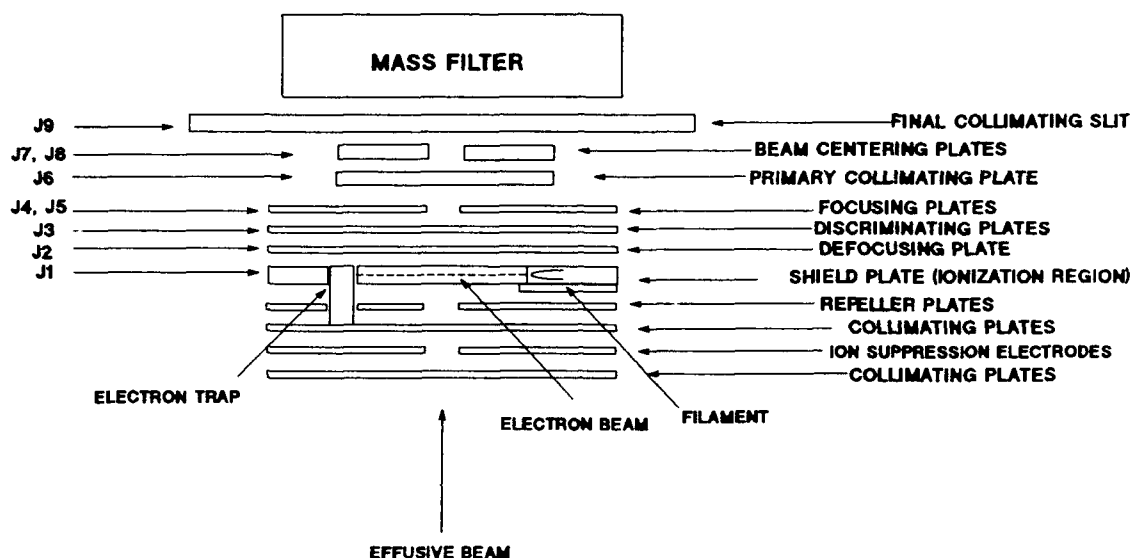 MASS FILTER
J9
FINAL COLLIMATING SLIT
J7, J8
BEAM CENTERING PLATES
J6
PRIMARY COLLIMATING PLATE
J4, J5
FOCUSING PLATES
J3
DISCRIMINATING PLATES
J2
DEFOCUSING PLATE
J1
SHIELD PLATE (IONIZATION REGION)
REPELLER PLATES
COLLIMATING PLATES
ION SUPPRESSION ELECTRODES
COLLIMATING PLATES
ELECTRON TRAP
ELECTRON BEAM
FILAMENT
EFFUSIVE BEAM